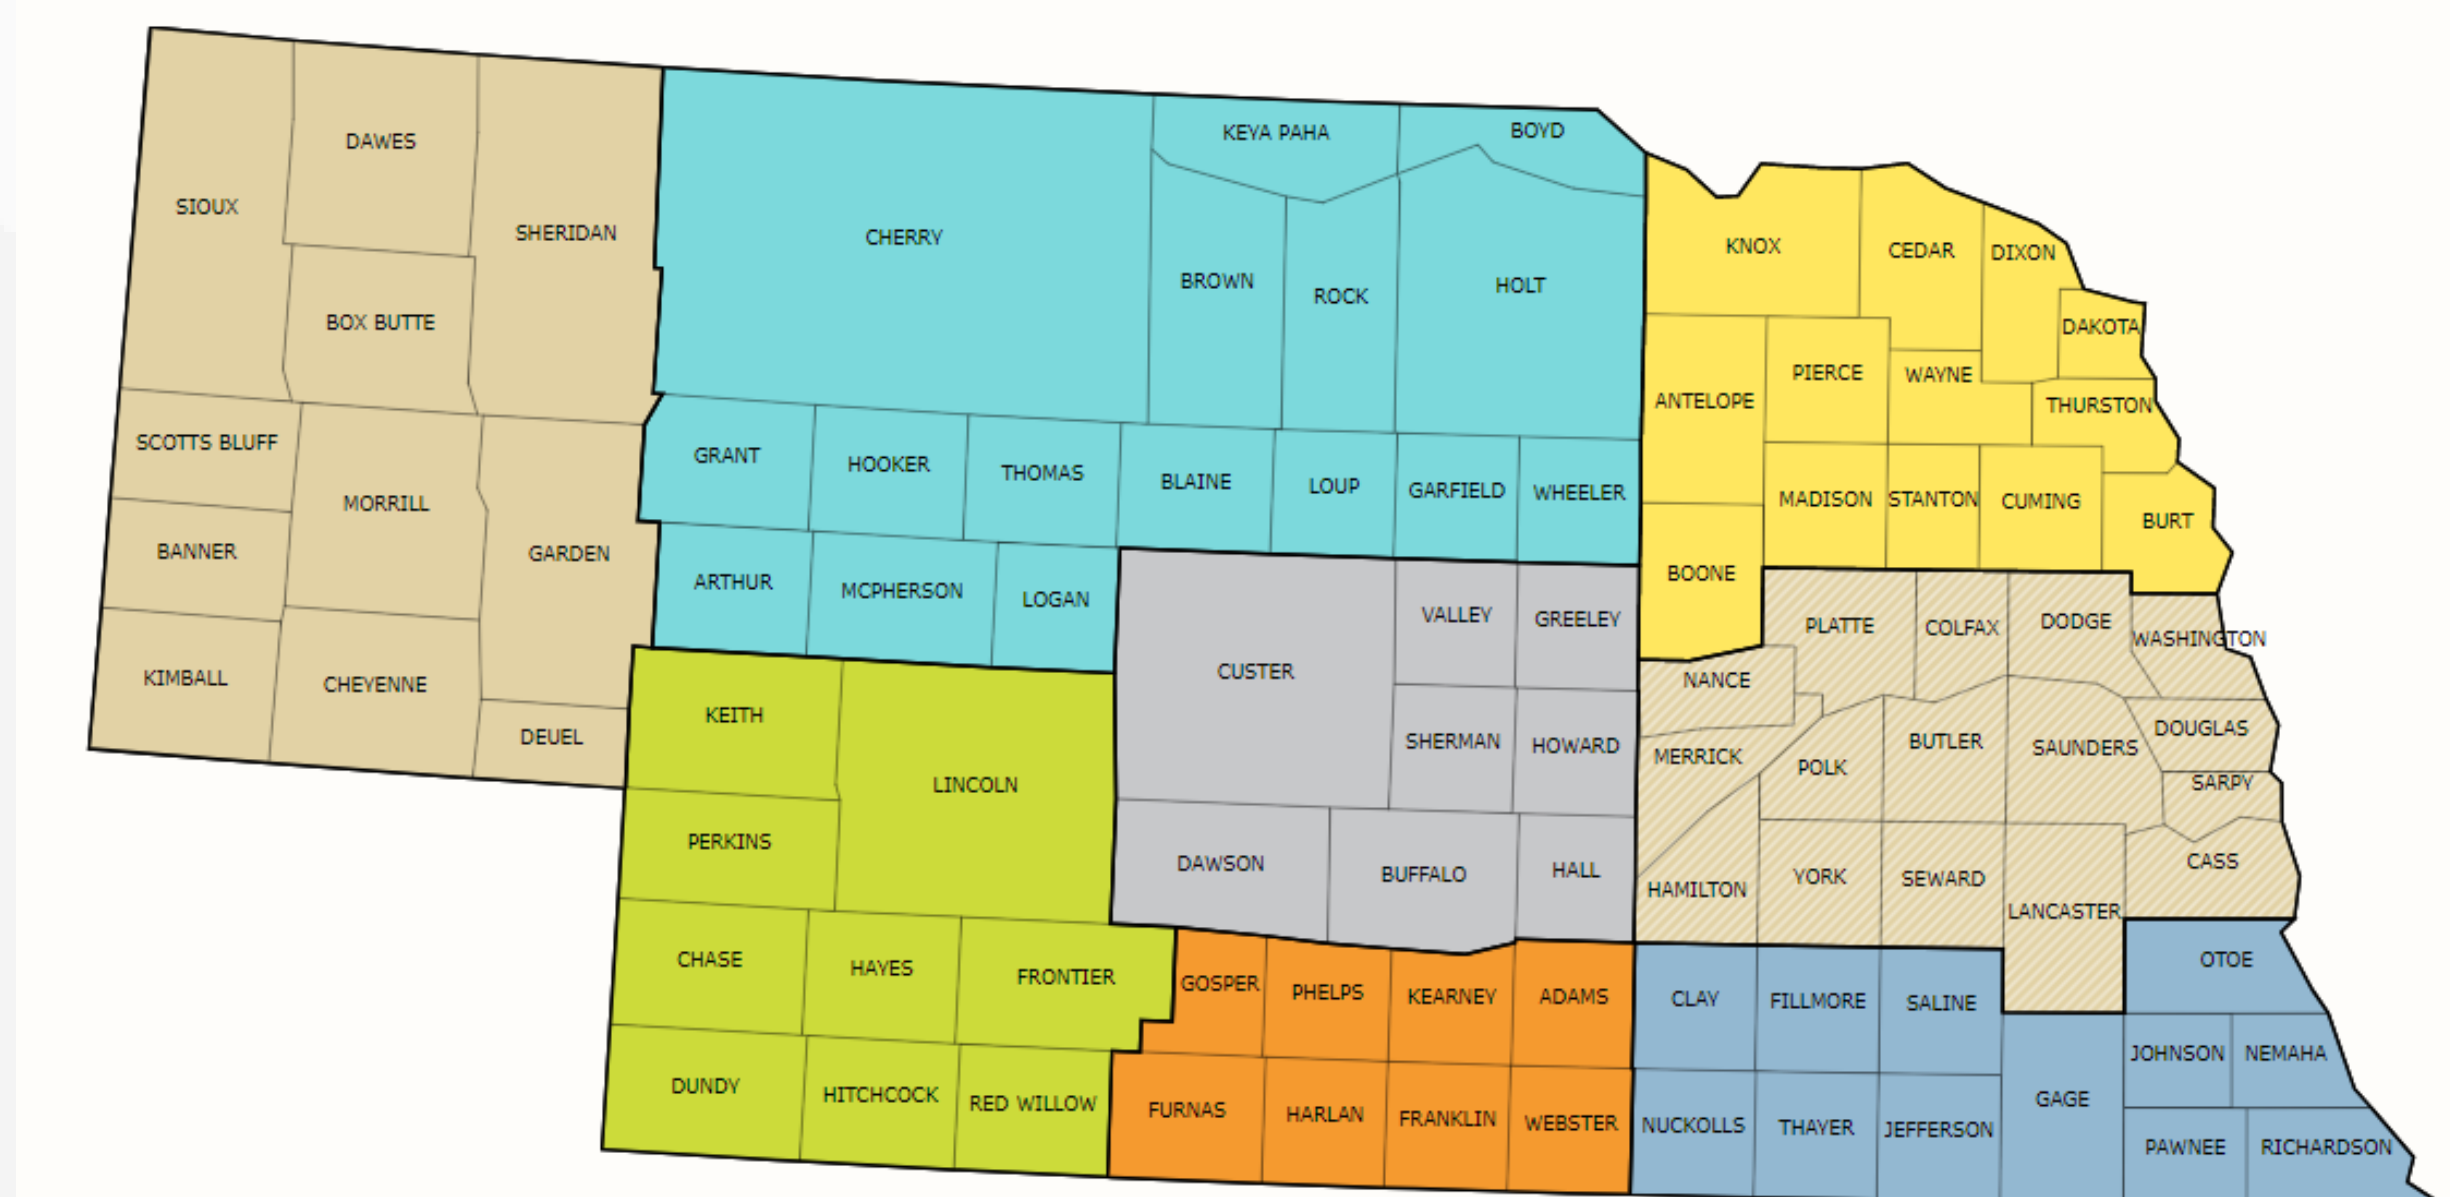 SIOUX
DAWES
SHERIDAN
BOX BUTTE
SCOTTS BLUFF
MORRILL
BANNER
GARDEN
KIMBALL
CHEYENNE
DEUEL
CHERRY
KEYA PAHA
BOYD
BROWN
ROCK
HOLT
GRANT
HOOKER
THOMAS
BLAINE
LOUP
GARFIELD
WHEELER
ARTHUR
MCPHERSON
LOGAN
KNOX
CEDAR
DIXON
DAKOTA
ANTELOPE
PIERCE
WAYNE
THURSTON
MADISON
STANTON
CUMING
BURT
BOONE
CUSTER
VALLEY
GREELEY
SHERMAN
HOWARD
DAWSON
BUFFALO
HALL
PLATTE
COLFAX
DODGE
WASHINGTON
NANCE
MERRICK
POLK
BUTLER
SAUNDERS
DOUGLAS
SARPY
HAMILTON
YORK
SEWARD
LANCASTER
CASS
KEITH
LINCOLN
PERKINS
CHASE
HAYES
FRONTIER
DUNDY
HITCHCOCK
RED WILLOW
GOSPER
PHELPS
KEARNEY
ADAMS
FURNAS
HARLAN
FRANKLIN
WEBSTER
CLAY
FILLMORE
SALINE
OTOE
NUCKOLLS
THAYER
JEFFERSON
GAGE
JOHNSON
NEMAHA
PAWNEE
RICHARDSON